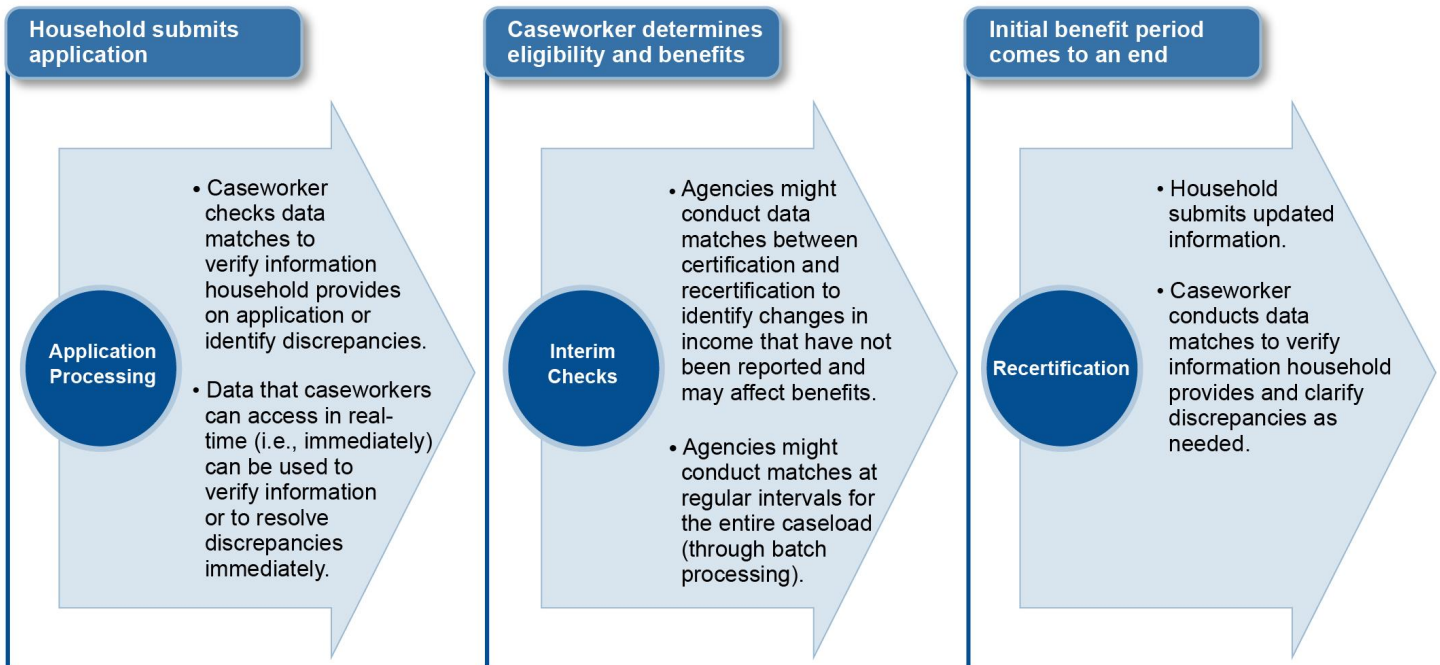 Household submits
application
Application
Processing
• Caseworker
checks data
matches to
verify information
household provides
on application or
identify discrepancies.
• Data that caseworkers
can access in real-
time (i.e., immediately)
can be used to
verify information
or to resolve
discrepancies
immediately.
Caseworker determines
eligibility and benefits
Interim
Checks
• Agencies might
conduct data
matches between
certification and
recertification to
identify changes in
income that have not
been reported and
may affect benefits.
• Agencies might
conduct matches at
regular intervals for
the entire caseload
(through batch
processing).
Initial benefit period
comes to an end
Recertification
• Household
submits updated
information.
• Caseworker
conducts data
matches to verify
information household
provides and clarify
discrepancies as
needed.